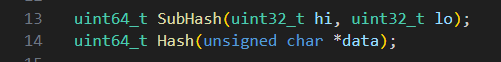 13 uint64_t SubHash(uint32_t hi, uint32_t lo);
14 uint64_t Hash(unsigned char *data);